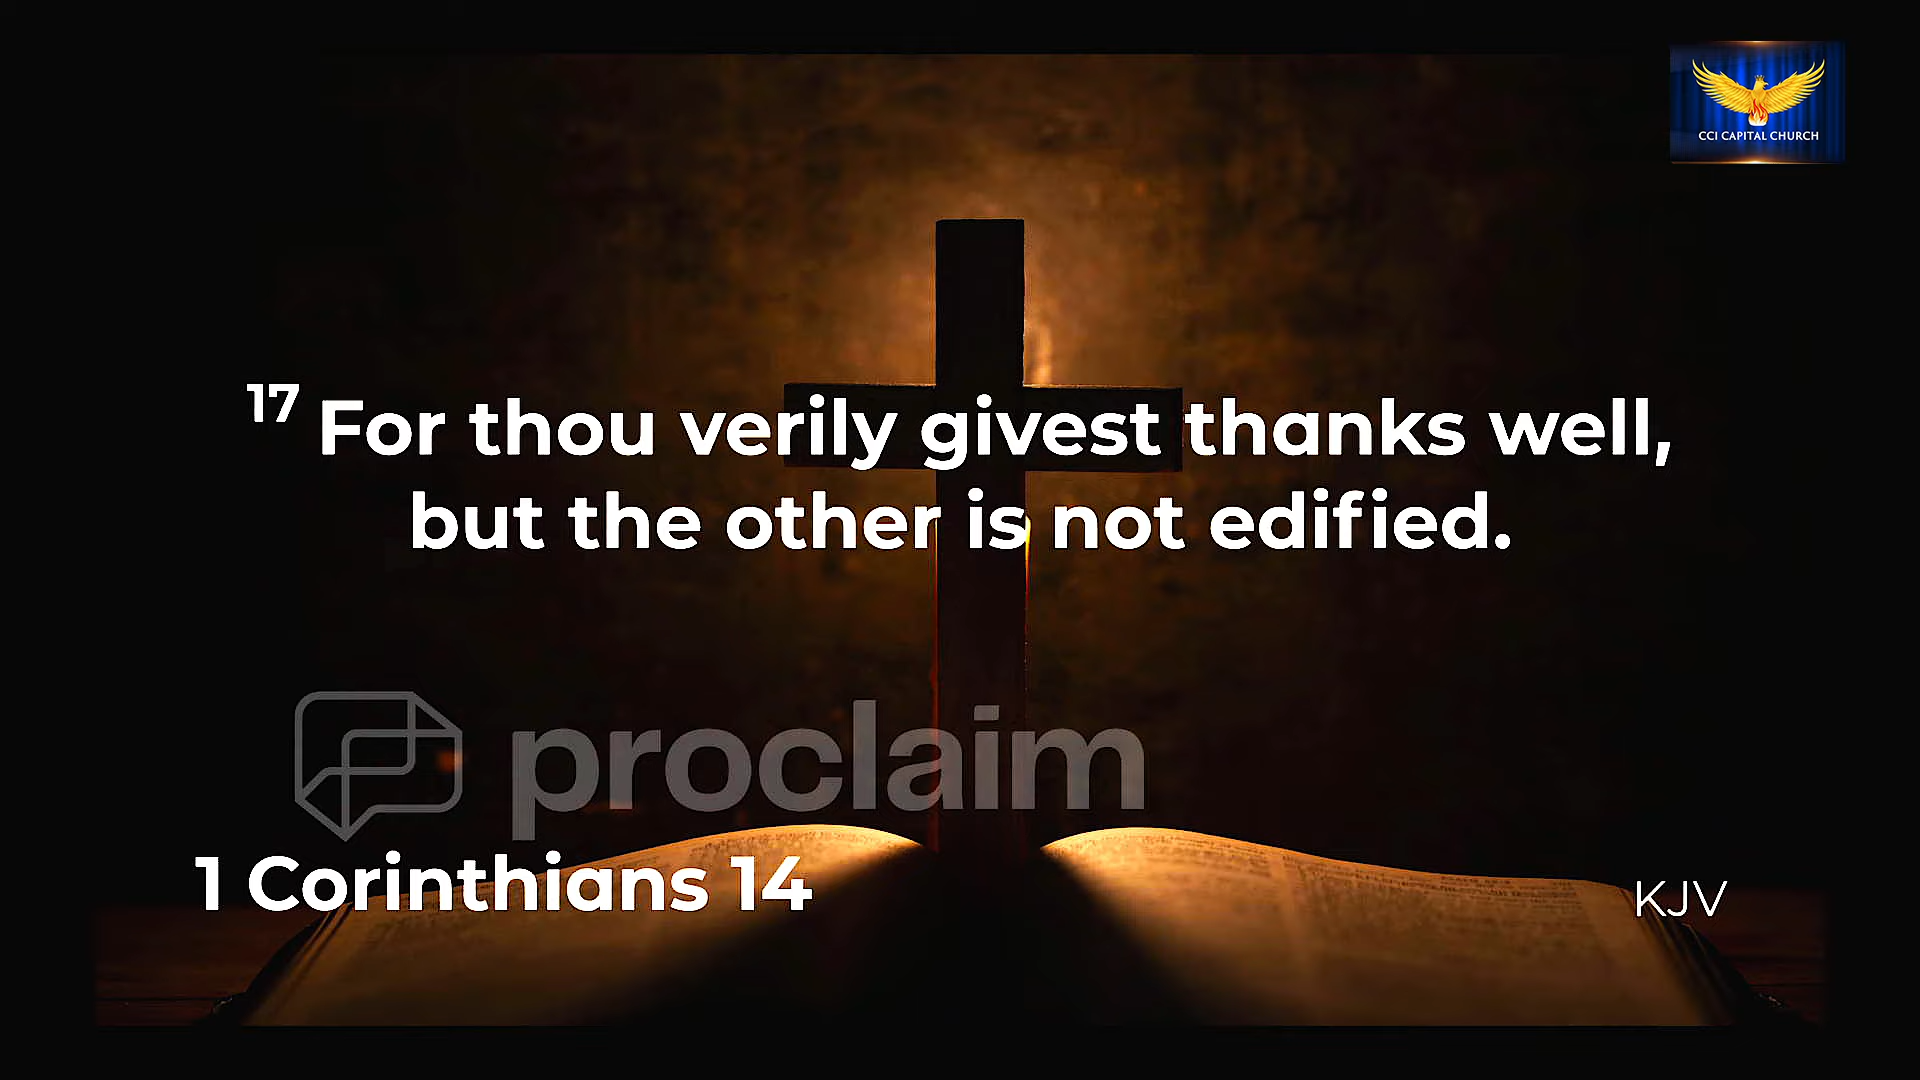 CCI CAPITAL CHURCH
17 For thou verily givest thanks well,
but the other is not edified.
proclaim
1 Corinthians 14
KJV